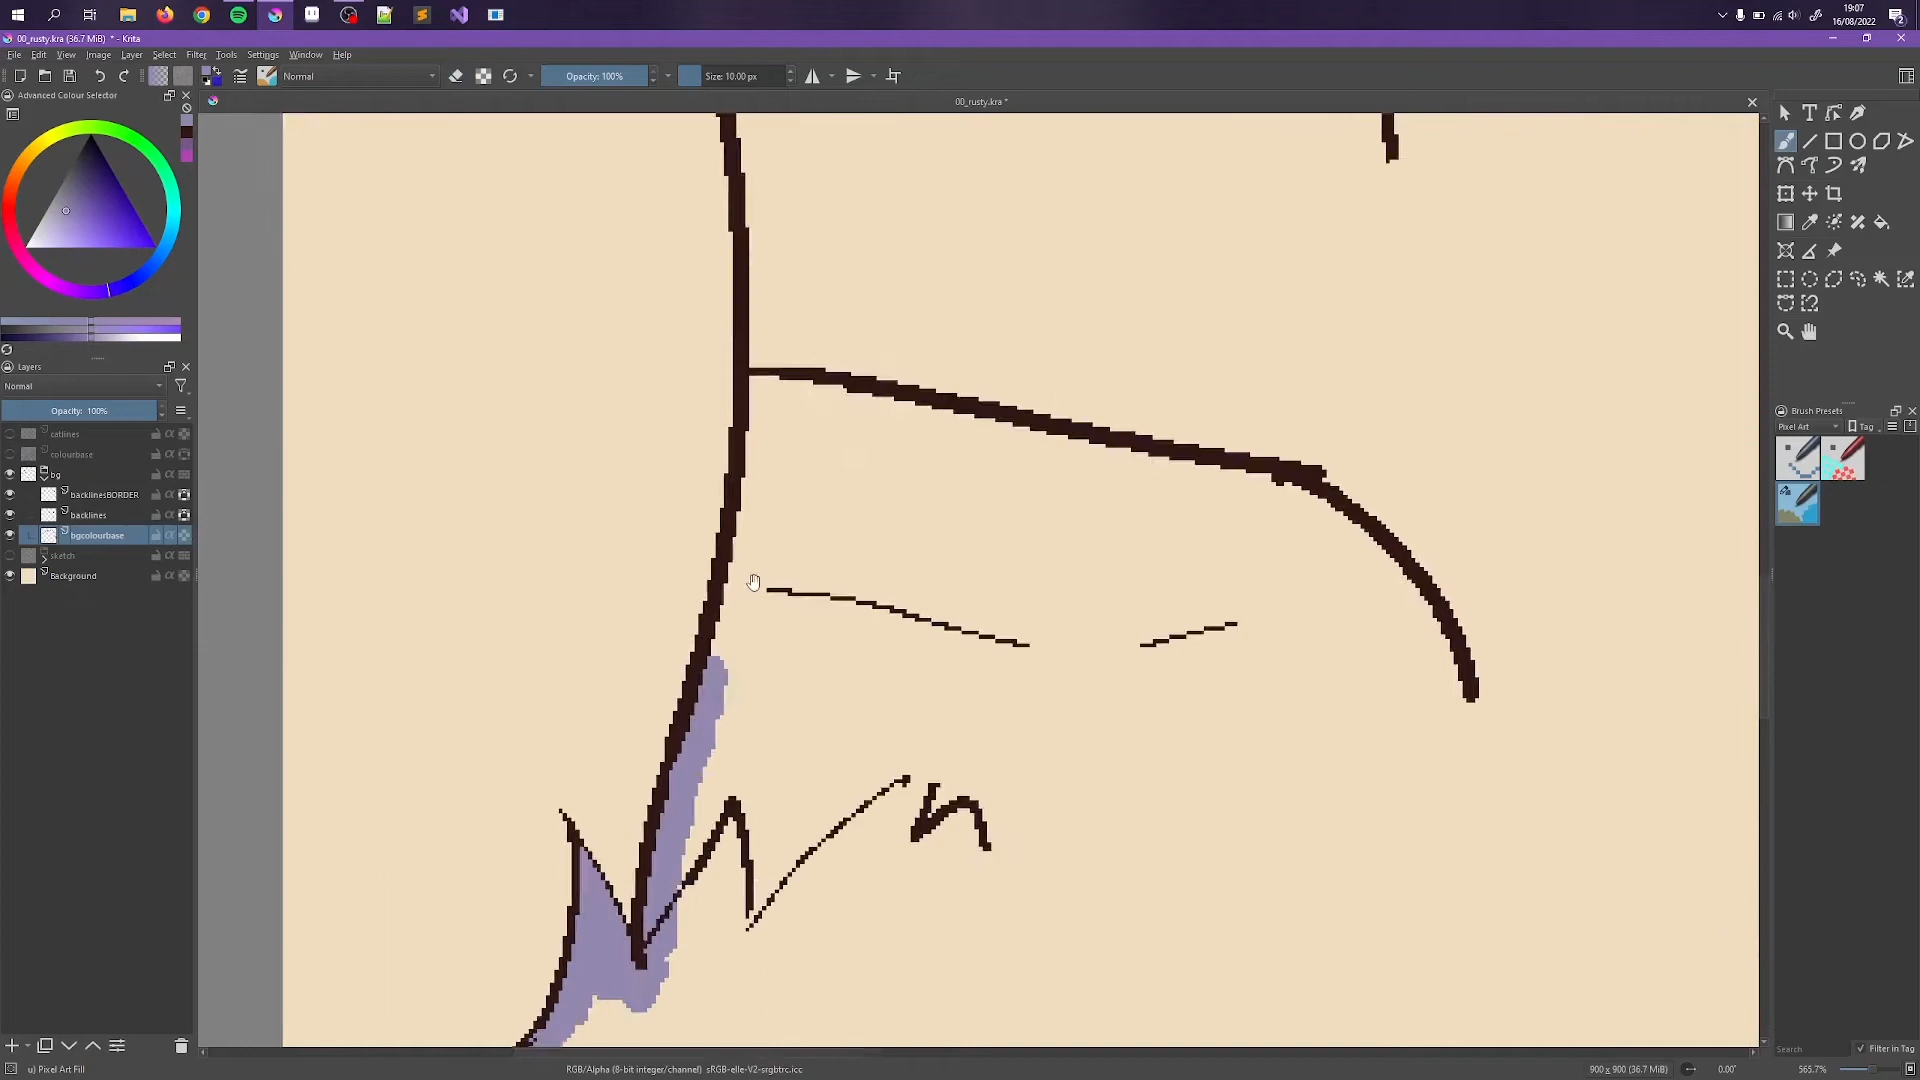 19:07
16/08/2022
2
00_rusty.kra (36.7 MiB) * - Krita
File Edit View Image Layer Select Filter Tools Settings Window Help
Normal
Opacity: 100%
Size: 10.00 px
Advanced Colour Selector
00_rusty.kra *
Layers
Normal
Opacity: 100%
catlines
colourbase
bg
backlinesBORDER
backlines
bgcolourbase
sketch
Background
Brush Presets
Pixel Art
Tag
Search
Filter in Tag
u) Pixel Art Fill
RGB/Alpha (8-bit integer/channel) sRGB-elle-V2-srgbtrc.icc
900 x 900 (36.7 MiB)
0.00°
565.7%